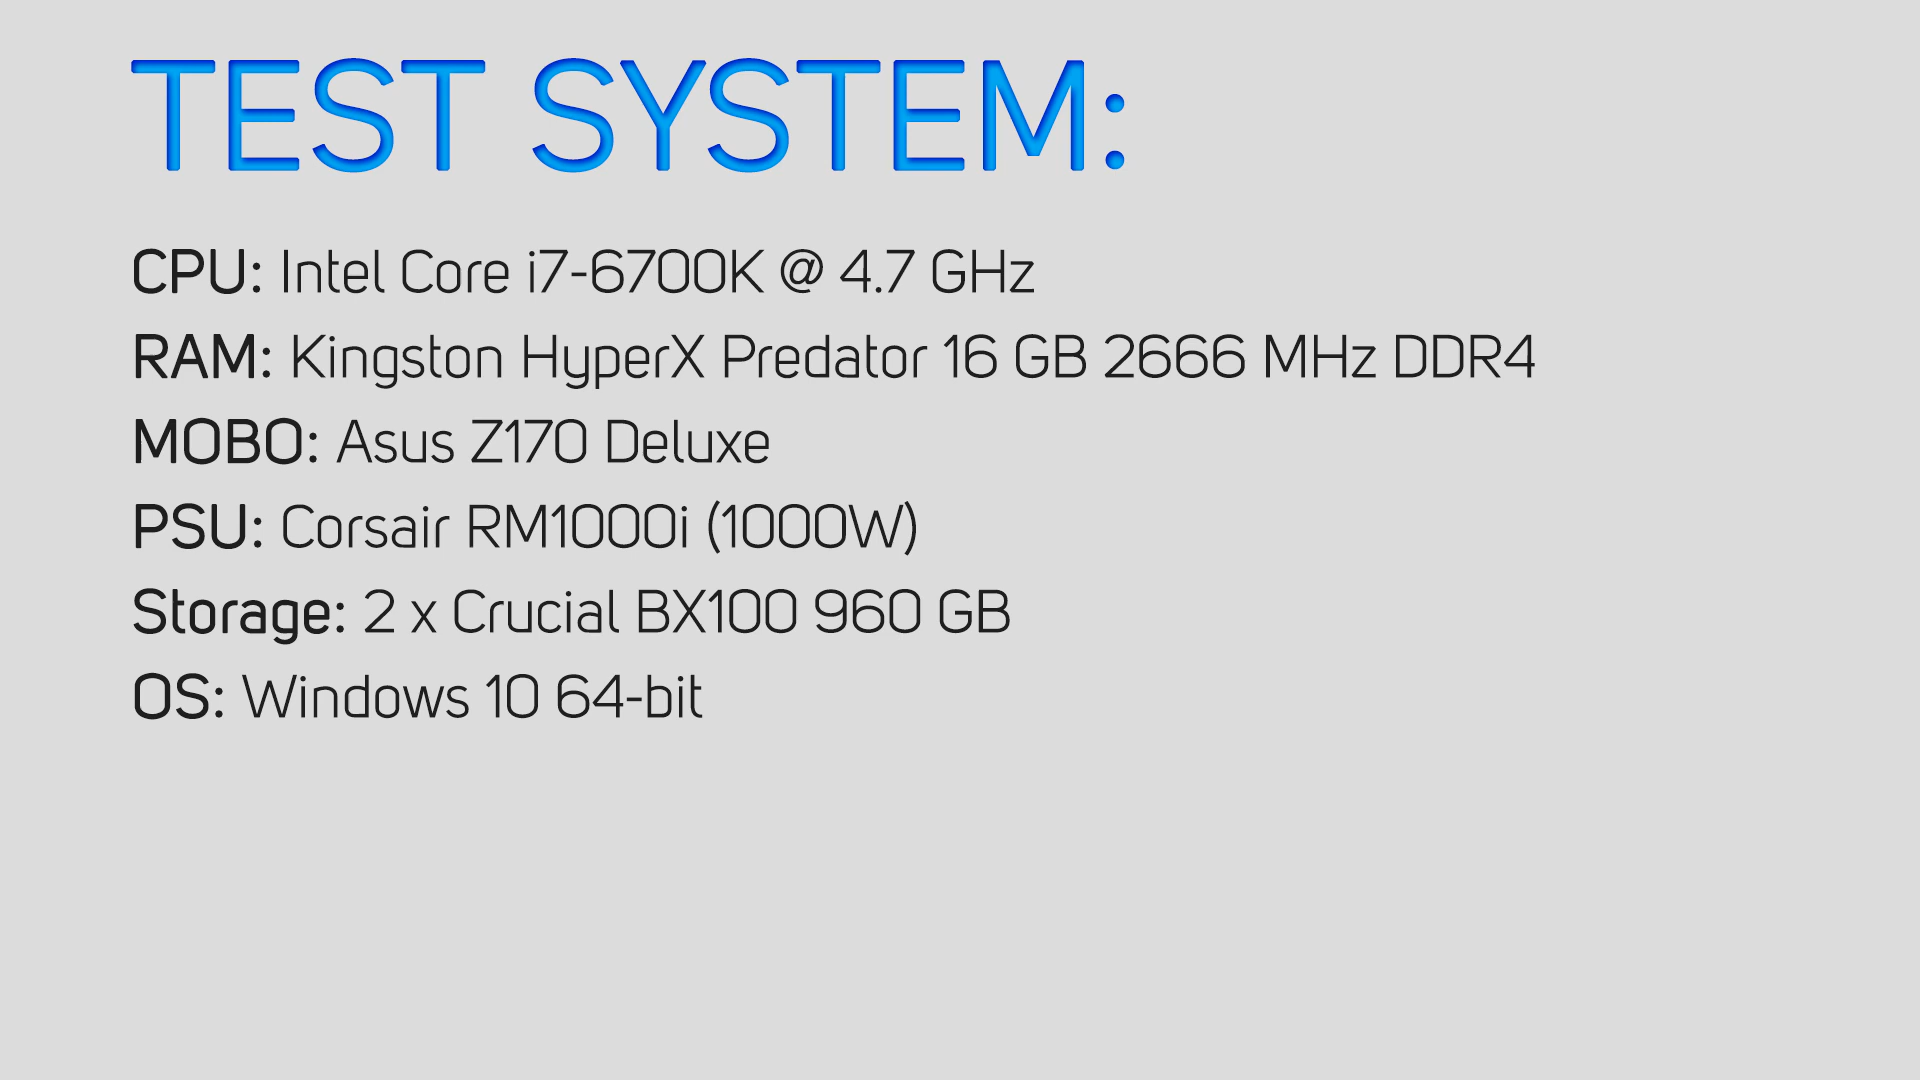 TEST SYSTEM:
CPU: Intel Core i7-6700K @ 4.7 GHz
RAM: Kingston HyperX Predator 16 GB 2666 MHz DDR4
MOBO: Asus Z170 Deluxe
PSU: Corsair RM1000i (1000W)
Storage: 2 x Crucial BX100 960 GB
OS: Windows 10 64-bit